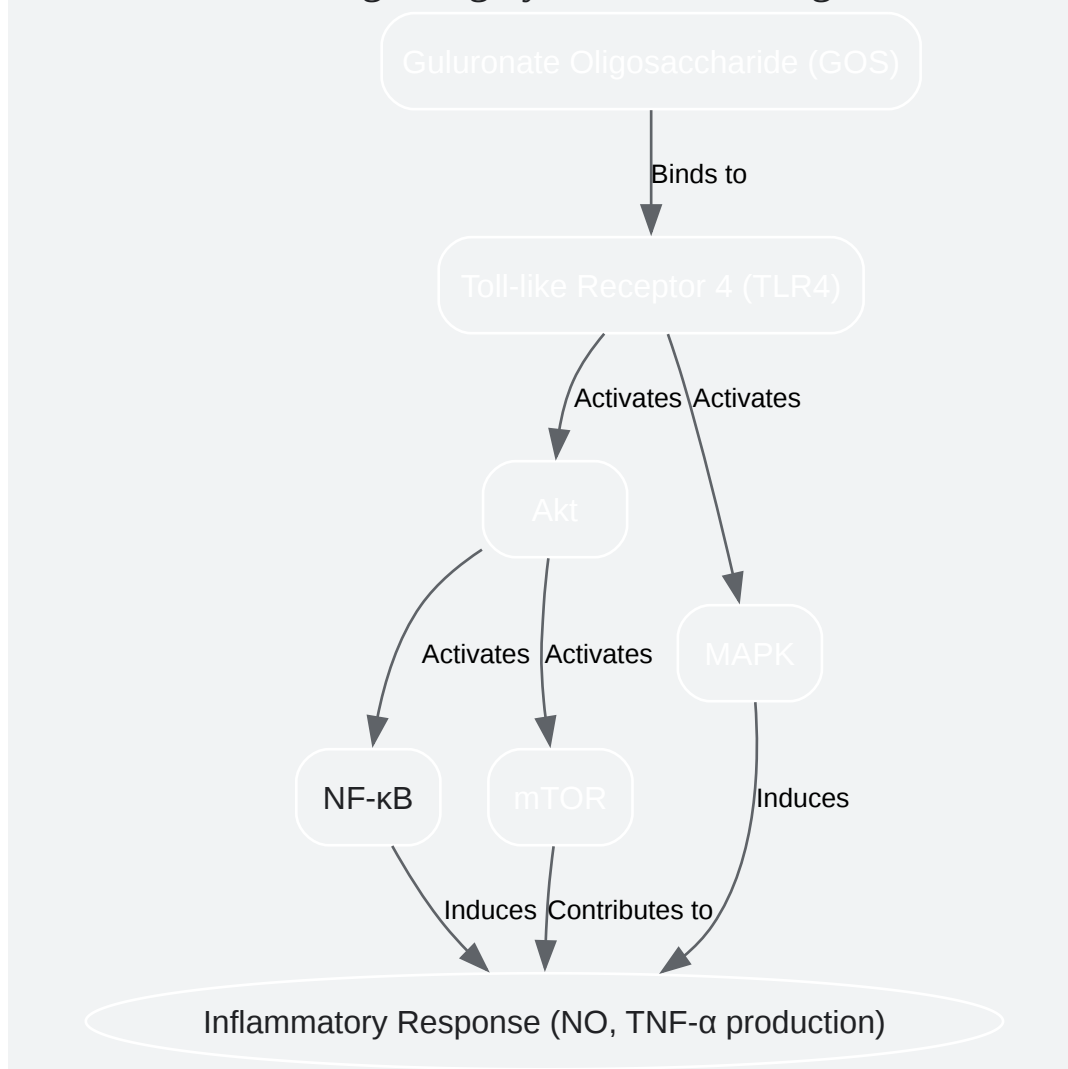 Guluronate Oligosaccharide (GOS)
Binds to
Toll-like Receptor 4 (TLR4)
Activates Activates
Akt
Activates Activates
MAPK
NF-κB
mTOR
Induces
Induces Contributes to
Inflammatory Response (NO, TNF-α production)